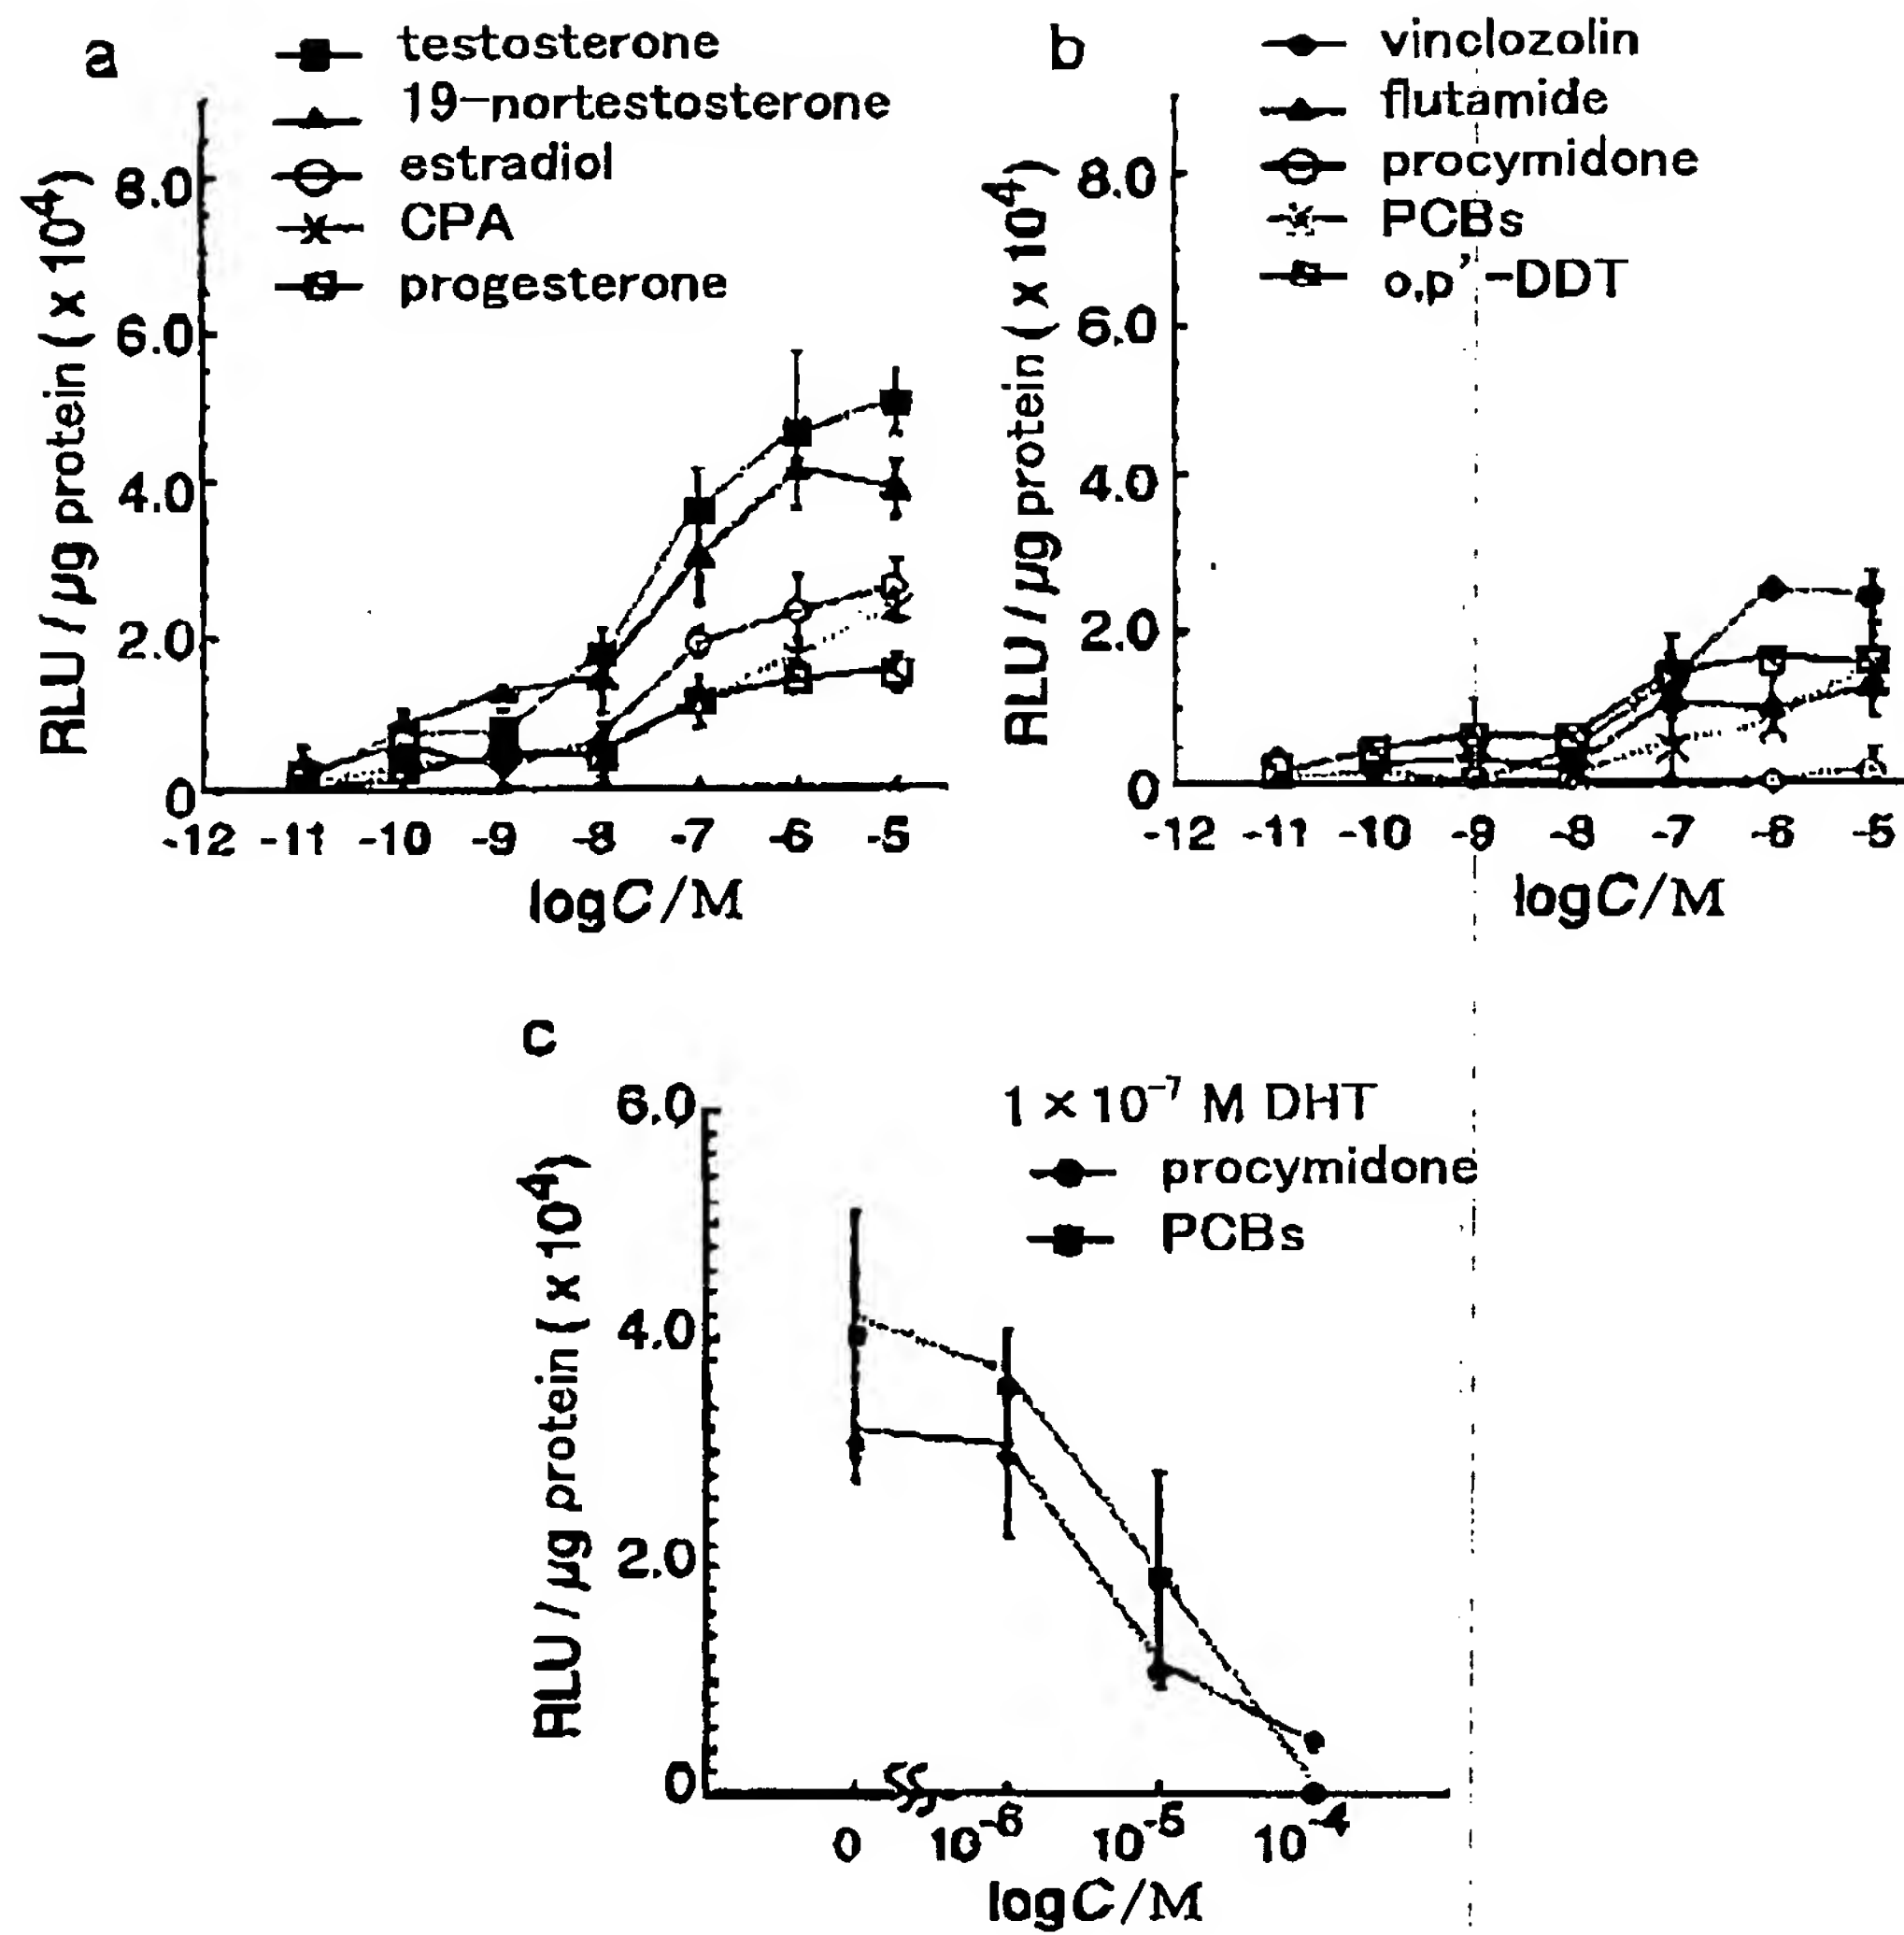 a
testosterone
19-nortestosterone
estradiol
CPA
progesterone
RLU / µg protein ( x 10⁴)
8.0
6.0
4.0
2.0
0
-12 -11 -10 -9 -8 -7 -6 -5
logC/M
b
vinclozolin
flutamide
procymidone
PCBs
o,p'-DDT
RLU / µg protein ( x 10⁴)
8.0
6.0
4.0
2.0
0
-12 -11 -10 -9 -8 -7 -6 -5
logC/M
c
1 × 10⁻⁷ M DHT
procymidone
PCBs
RLU / µg protein ( x 10⁴)
6.0
4.0
2.0
0
0 10⁻⁶ 10⁻⁵ 10⁻⁴
logC/M